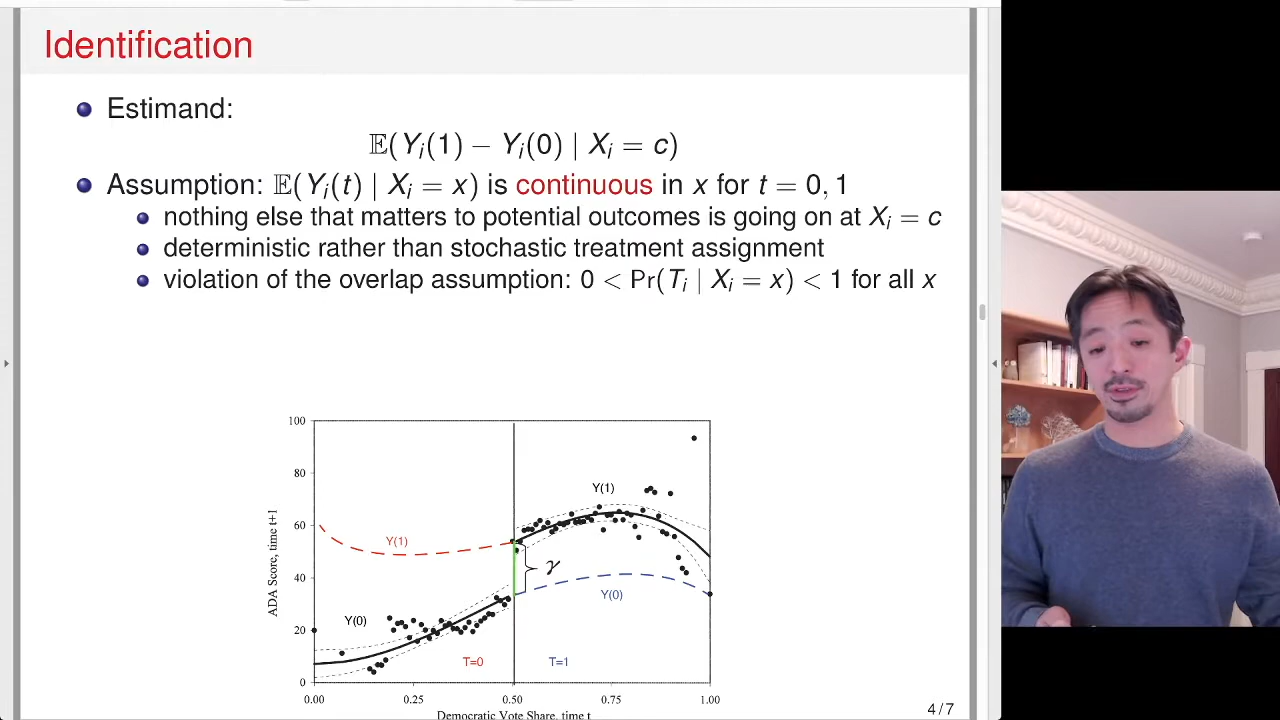 Identification
Estimand:
𝔼(Yᵢ(1) − Yᵢ(0) | Xᵢ = c)
Assumption: 𝔼(Yᵢ(t) | Xᵢ = x) is continuous in x for t = 0, 1
nothing else that matters to potential outcomes is going on at Xᵢ = c
deterministic rather than stochastic treatment assignment
violation of the overlap assumption: 0 < Pr(Tᵢ | Xᵢ = x) < 1 for all x
100
80
60
40
20
0
ADA Score, time t+1
Y(1)
Y(1)
γ
Y(0)
Y(0)
T=0
T=1
0.00
0.25
0.50
0.75
1.00
Democratic Vote Share, time t
4 / 7